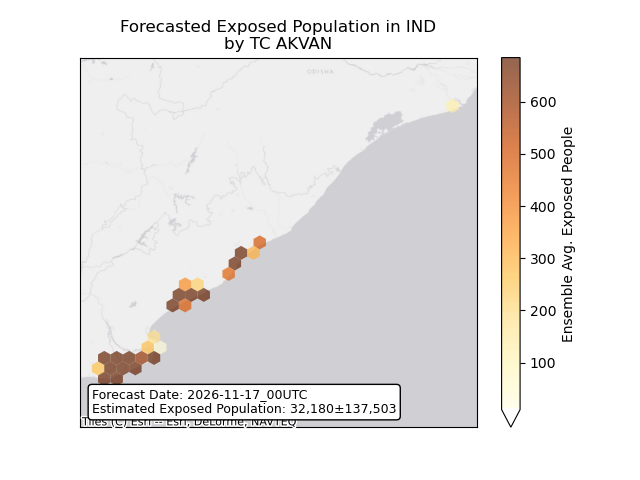 Forecasted Exposed Population in IND
by TC AKVAN
ODISHA
600
500
400
300
200
100
Ensemble Avg. Exposed People
Forecast Date: 2026-11-17_00UTC
Estimated Exposed Population: 32,180±137,503
Tiles (C) Esri -- Esri, DeLorme, NAVTEQ